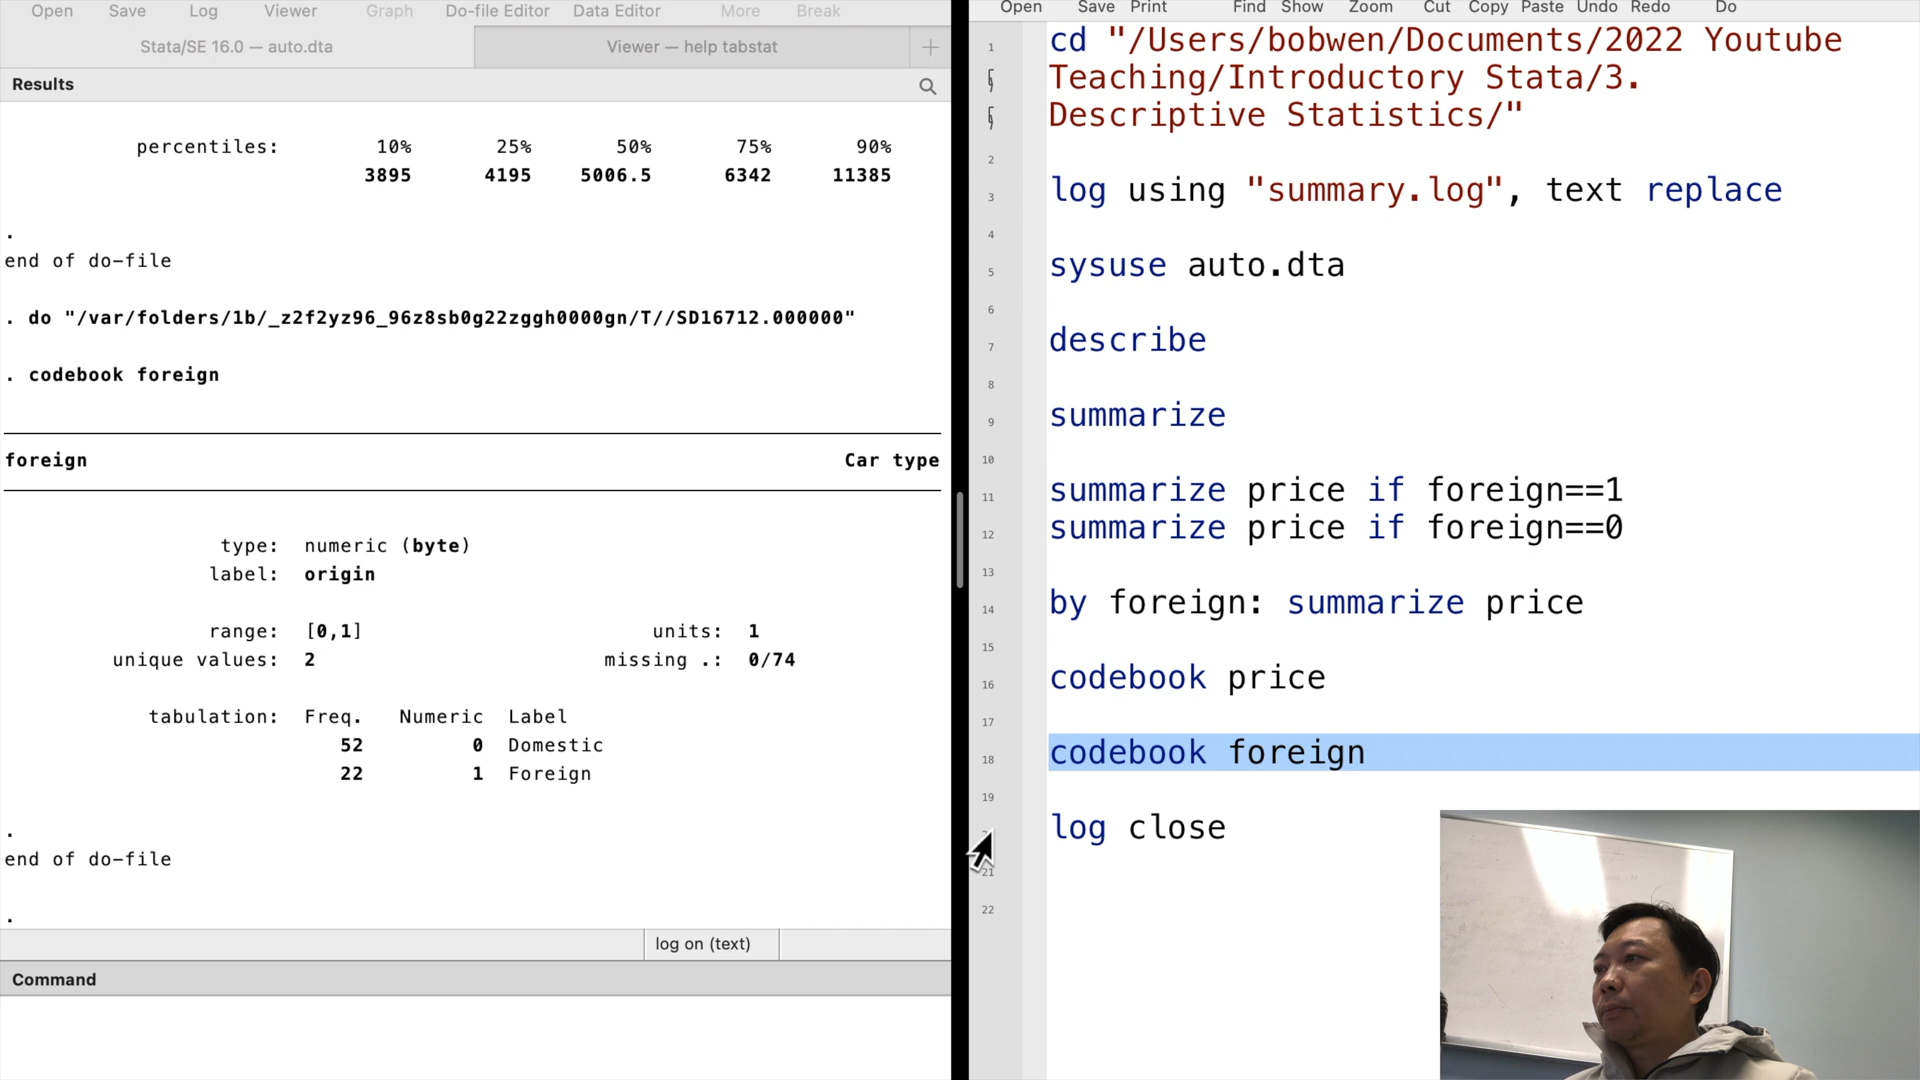 Open Save Log Viewer Graph Do-file Editor Data Editor More Break
Stata/SE 16.0 — auto.dta
Viewer — help tabstat
Results
percentiles: 10% 25% 50% 75% 90%
3895 4195 5006.5 6342 11385
.
end of do-file
. do "/var/folders/1b/_z2f2yz96_96z8sb0g22zggh0000gn/T//SD16712.000000"
. codebook foreign
foreign Car type
type: numeric (byte)
label: origin
range: [0,1] units: 1
unique values: 2 missing .: 0/74
tabulation: Freq. Numeric Label
52 0 Domestic
22 1 Foreign
.
end of do-file
.
log on (text)
Command
Open Save Print Find Show Zoom Cut Copy Paste Undo Redo Do
1 cd "/Users/bobwen/Documents/2022 Youtube
Teaching/Introductory Stata/3.
Descriptive Statistics/"
2
3 log using "summary.log", text replace
4
5 sysuse auto.dta
6
7 describe
8
9 summarize
10
11 summarize price if foreign==1
12 summarize price if foreign==0
13
14 by foreign: summarize price
15
16 codebook price
17
18 codebook foreign
19
log close
21
22